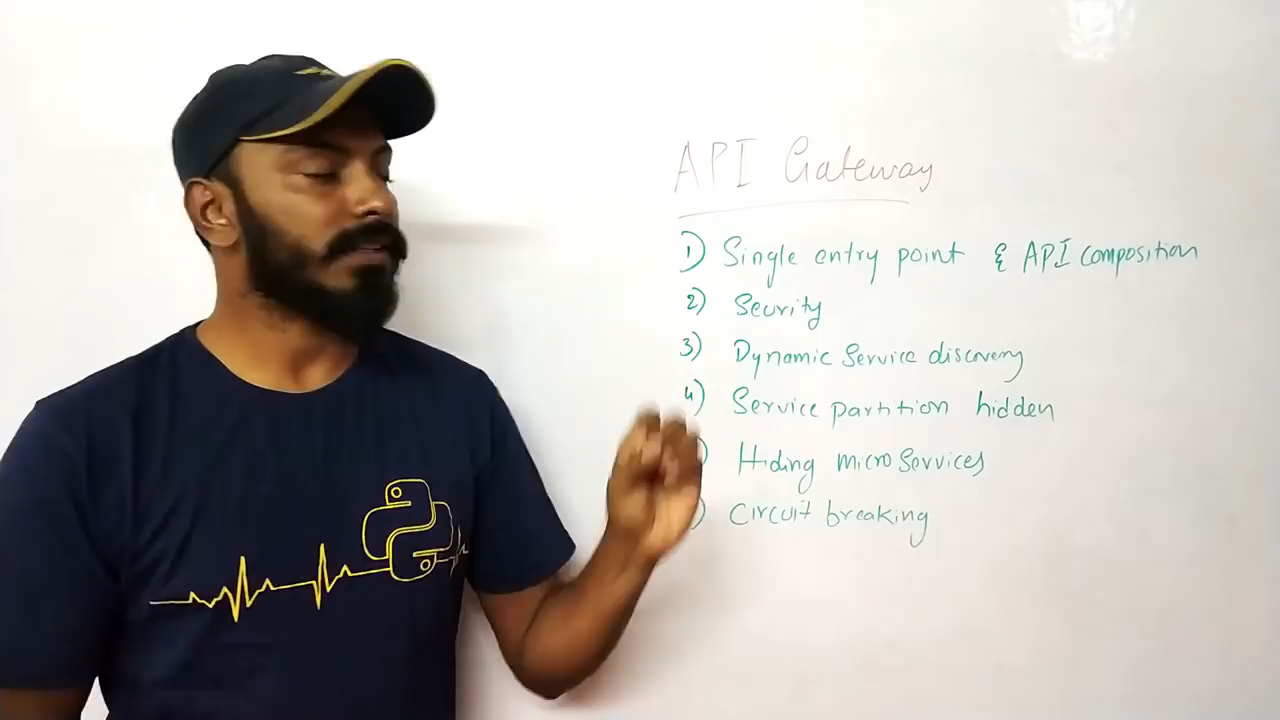 API Gateway
1) Single entry point & API composition
2) Security
3) Dynamic Service discovery
4) Service partition hidden
) Hiding micro Services
) Circuit breaking